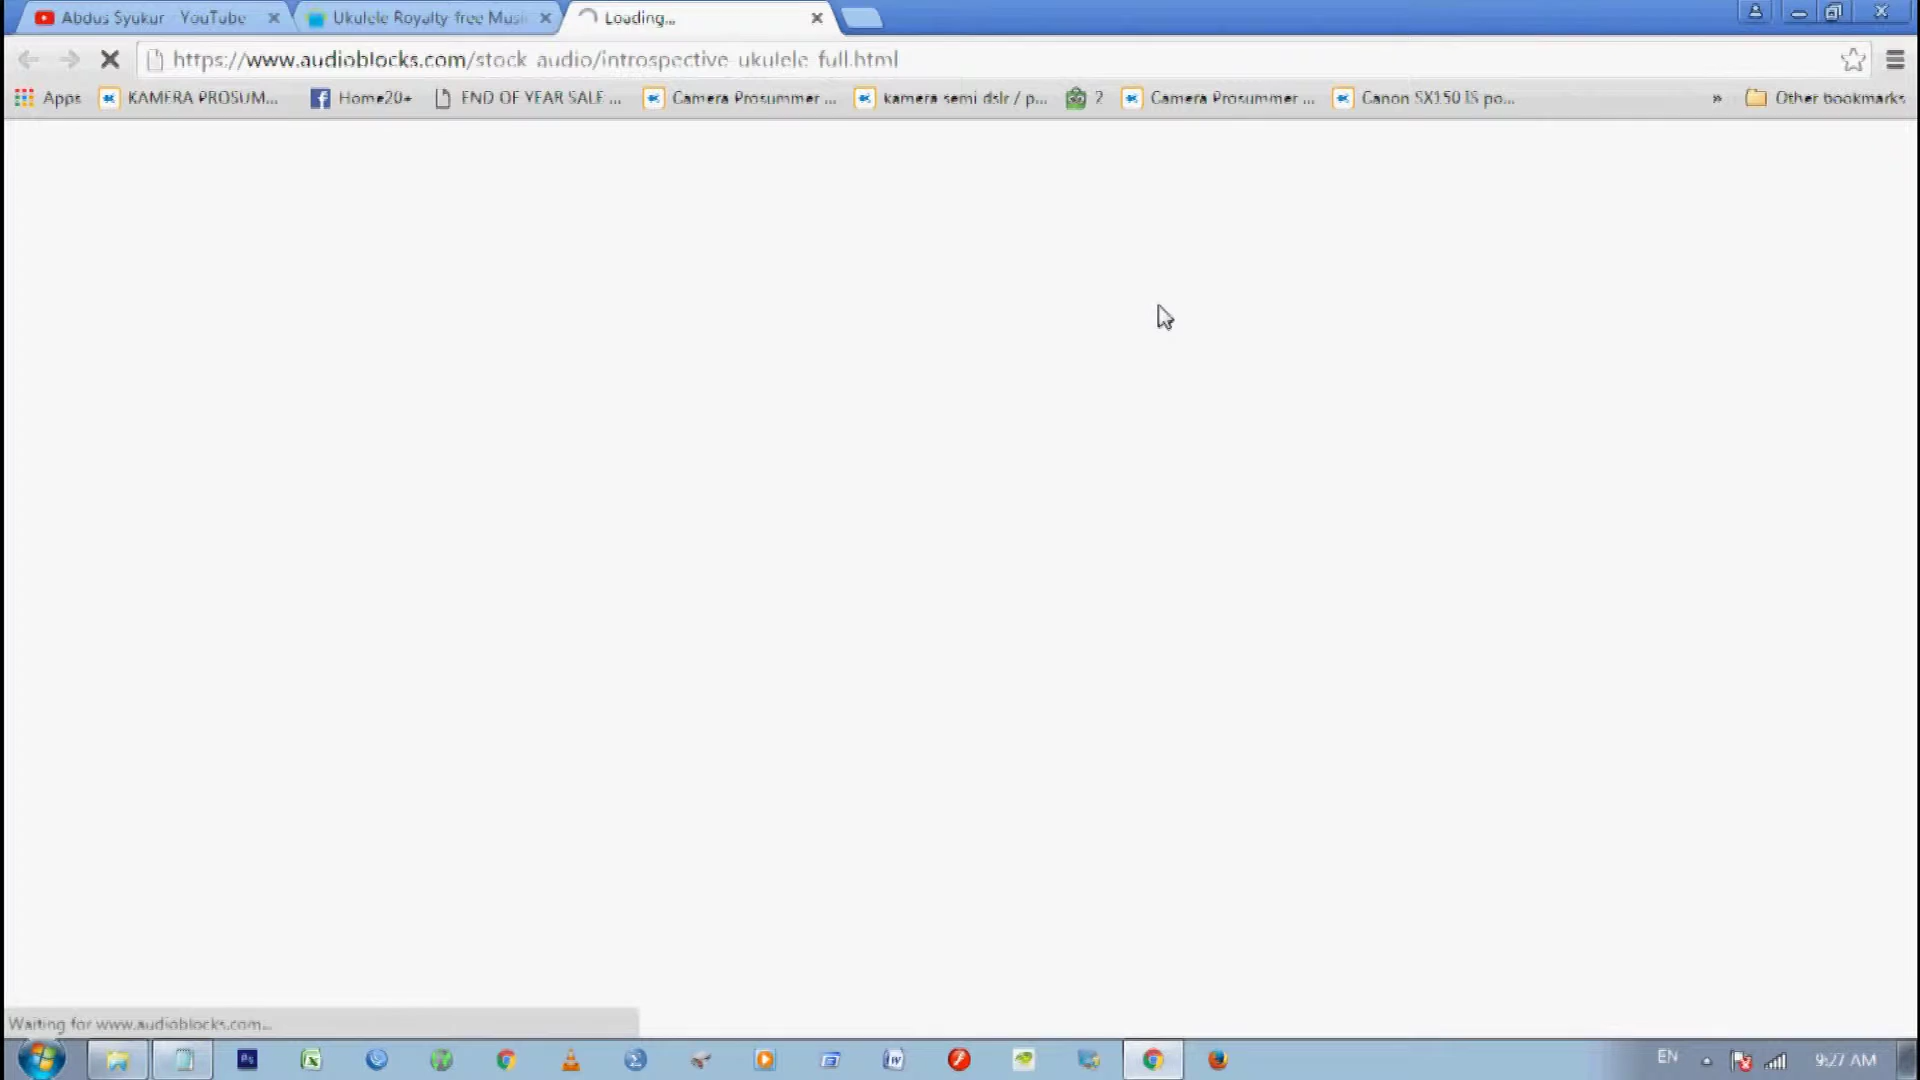 Abdus Syukur - YouTube
Ukulele Royalty-free Musi
Loading...
https://www.audioblocks.com/stock-audio/introspective-ukulele-full.html
Apps
KAMERA PROSUM...
Home20+
END OF YEAR SALE ...
Camera Prosummer ...
kamera semi dslr / p...
2
Camera Prosummer ...
Canon SX150 IS po...
»
Other bookmarks
Waiting for www.audioblocks.com...
Ps
EN
9:27 AM